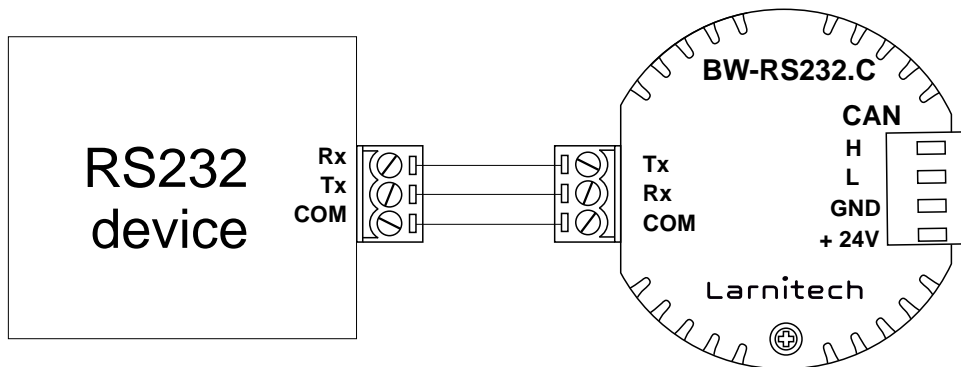 BW-RS232.C
CAN
RS232
device
Rx
Tx
COM
Tx
Rx
COM
H
L
GND
+ 24V
Larnitech